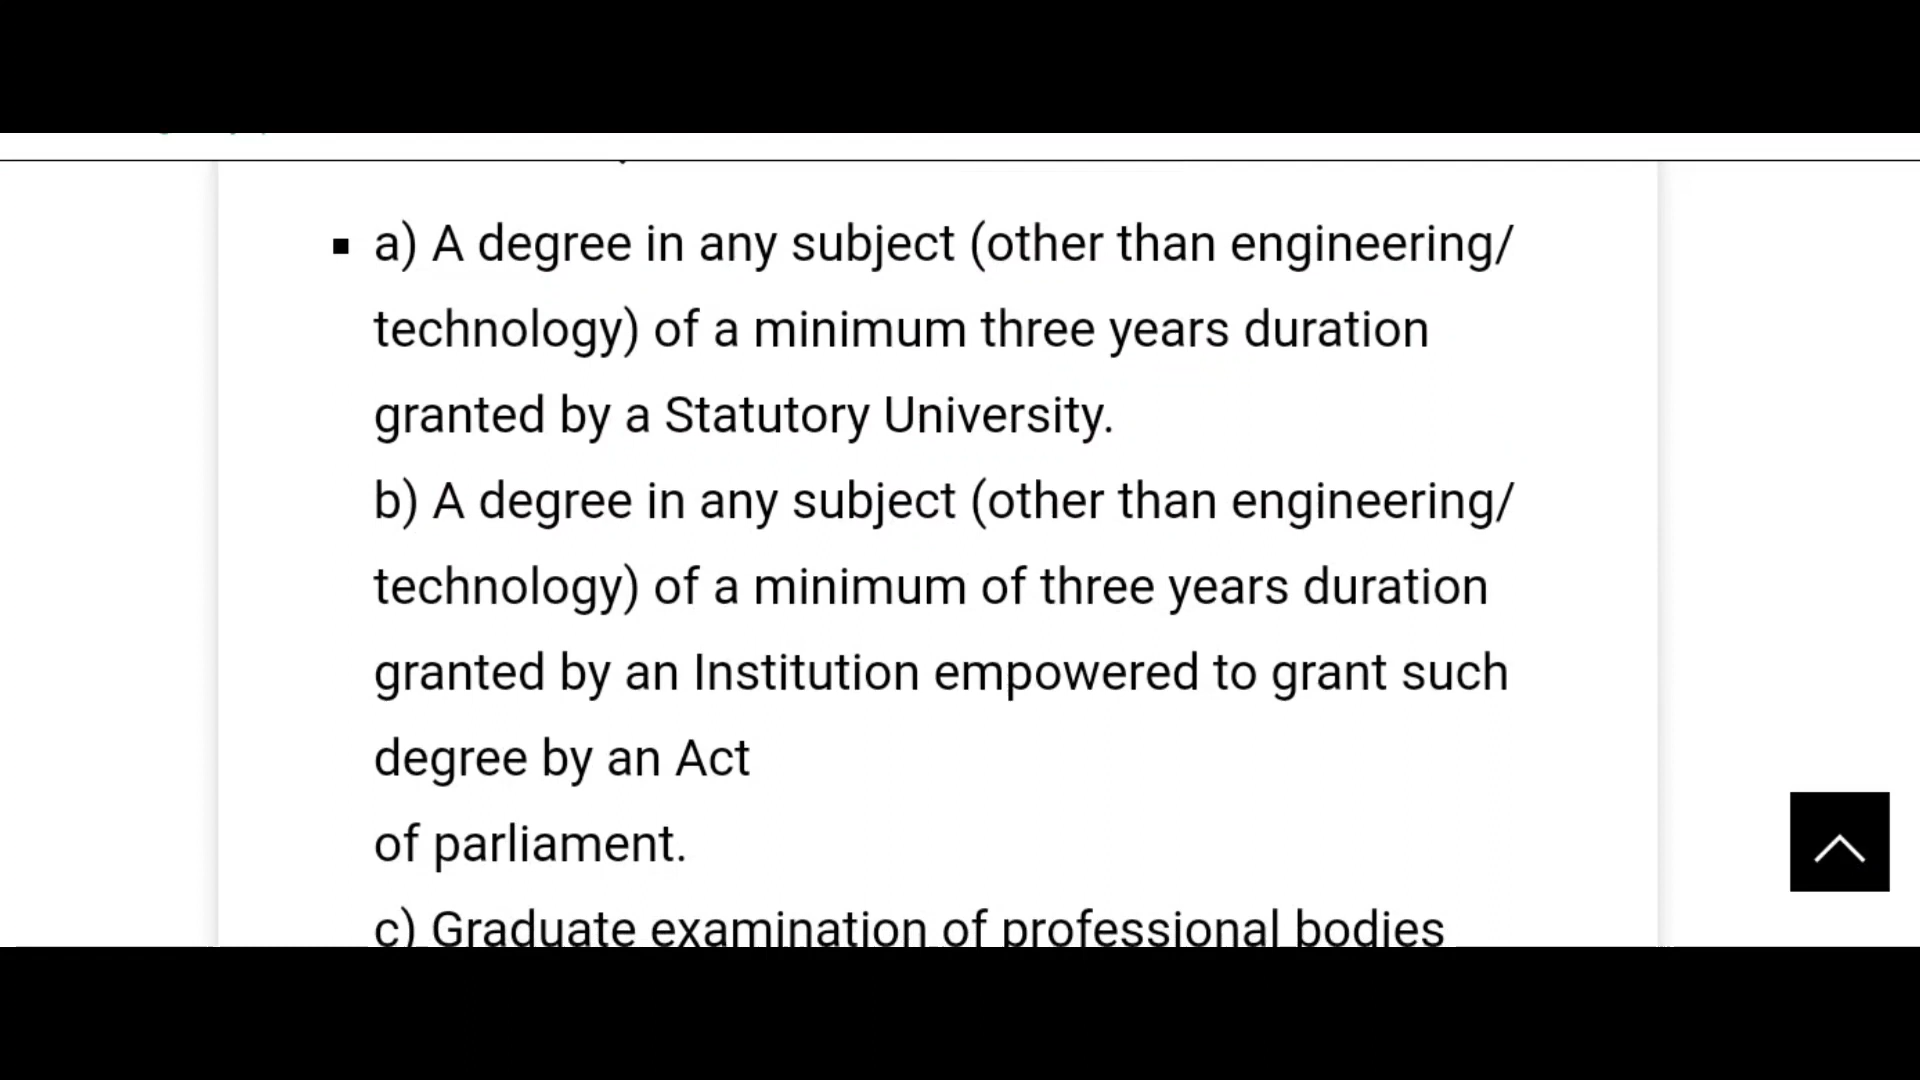 a) A degree in any subject (other than engineering/
technology) of a minimum three years duration
granted by a Statutory University.
b) A degree in any subject (other than engineering/
technology) of a minimum of three years duration
granted by an Institution empowered to grant such
degree by an Act
of parliament.
c) Graduate examination of professional bodies